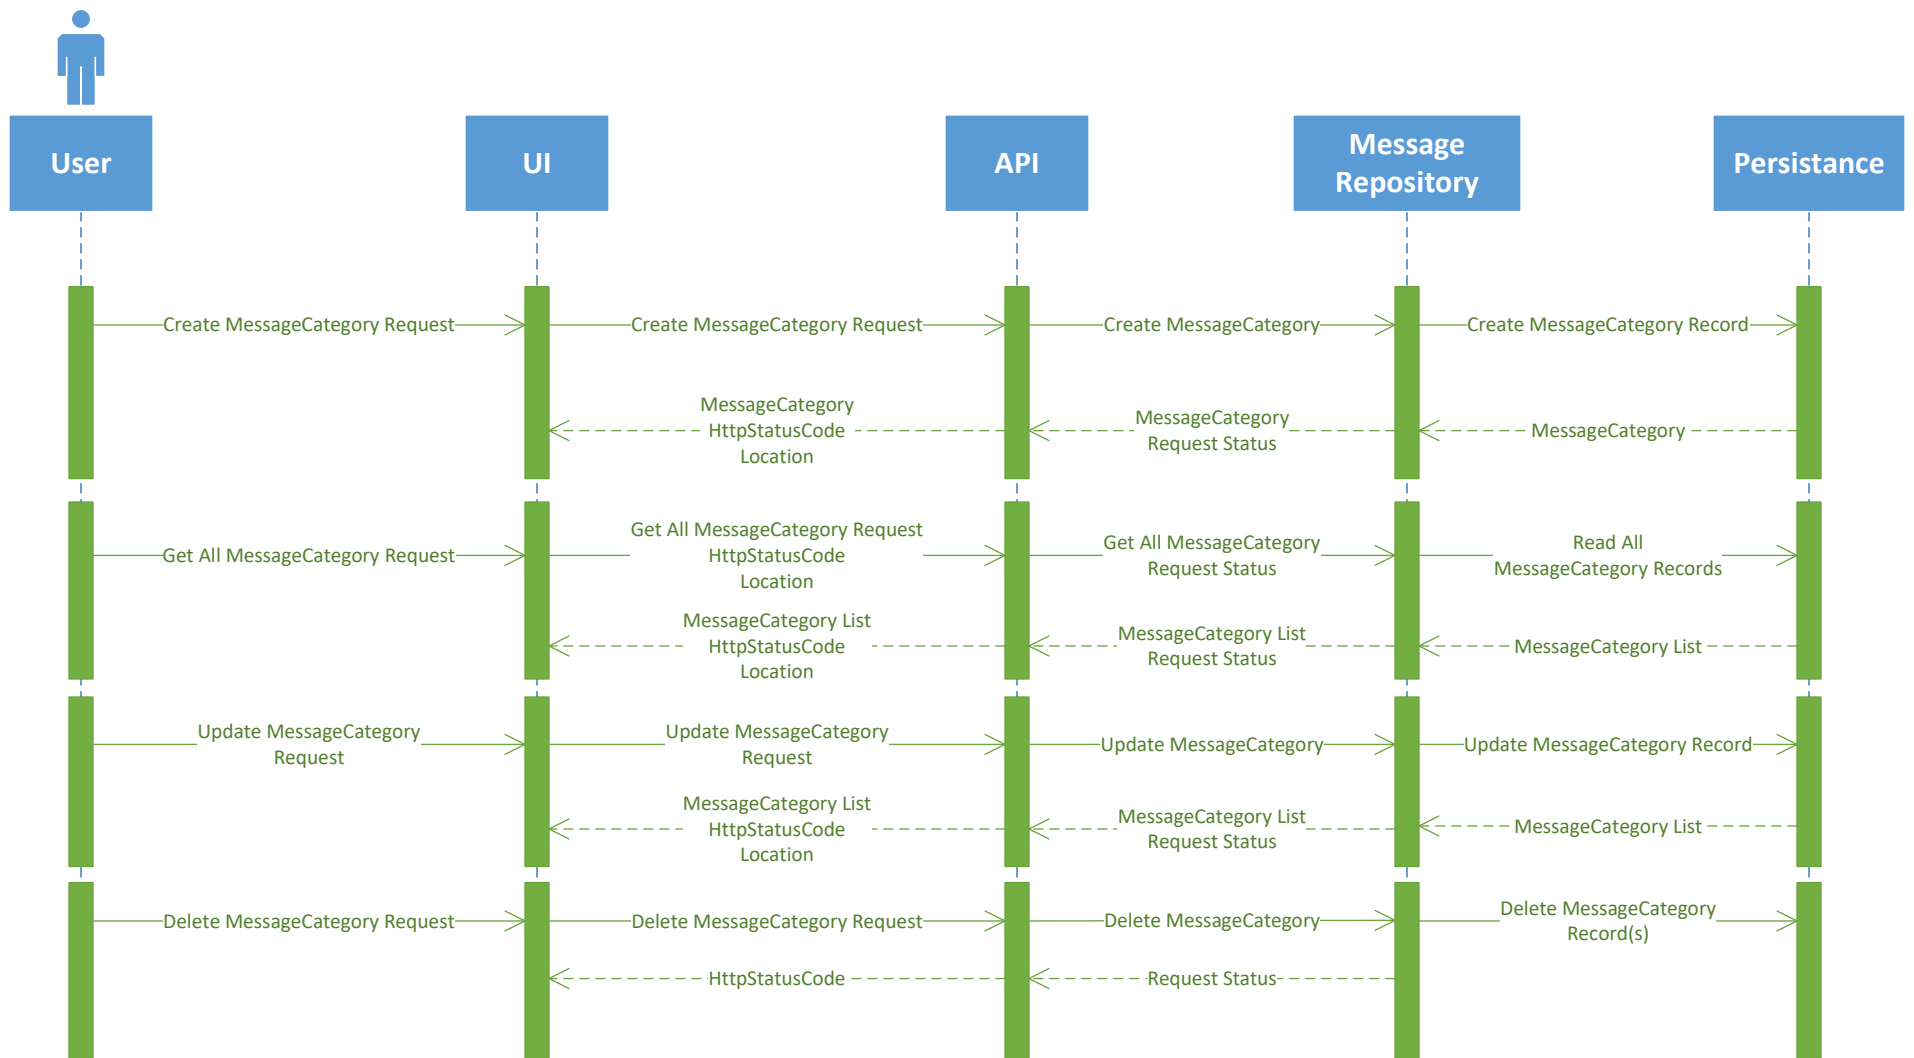 User
UI
API
Message
Repository
Persistance
Create MessageCategory Request
Create MessageCategory Request
Create MessageCategory
Create MessageCategory Record
MessageCategory
HttpStatusCode
Location
MessageCategory
Request Status
MessageCategory
Get All MessageCategory Request
Get All MessageCategory Request
HttpStatusCode
Location
Get All MessageCategory
Request Status
Read All
MessageCategory Records
MessageCategory List
HttpStatusCode
Location
MessageCategory List
Request Status
MessageCategory List
Update MessageCategory
Request
Update MessageCategory
Request
Update MessageCategory
Update MessageCategory Record
MessageCategory List
HttpStatusCode
Location
MessageCategory List
Request Status
MessageCategory List
Delete MessageCategory Request
Delete MessageCategory Request
Delete MessageCategory
Delete MessageCategory
Record(s)
HttpStatusCode
Request Status